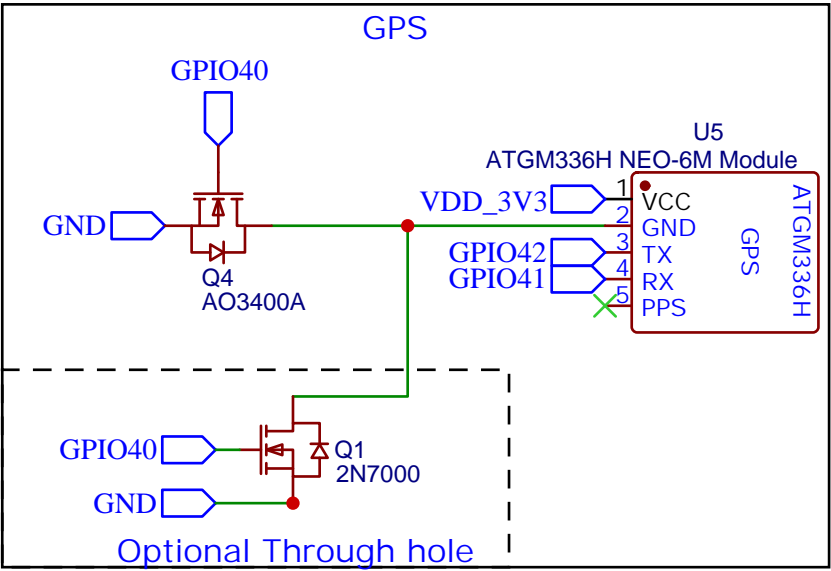 GPS
GPIO40
U5
ATGM336H NEO-6M Module
VDD_3V3
1
VCC
GND
2
GND
GPIO42
3
TX
GPIO41
4
RX
5
PPS
GPS
ATGM336H
Q4
AO3400A
GPIO40
Q1
2N7000
GND
Optional Through hole